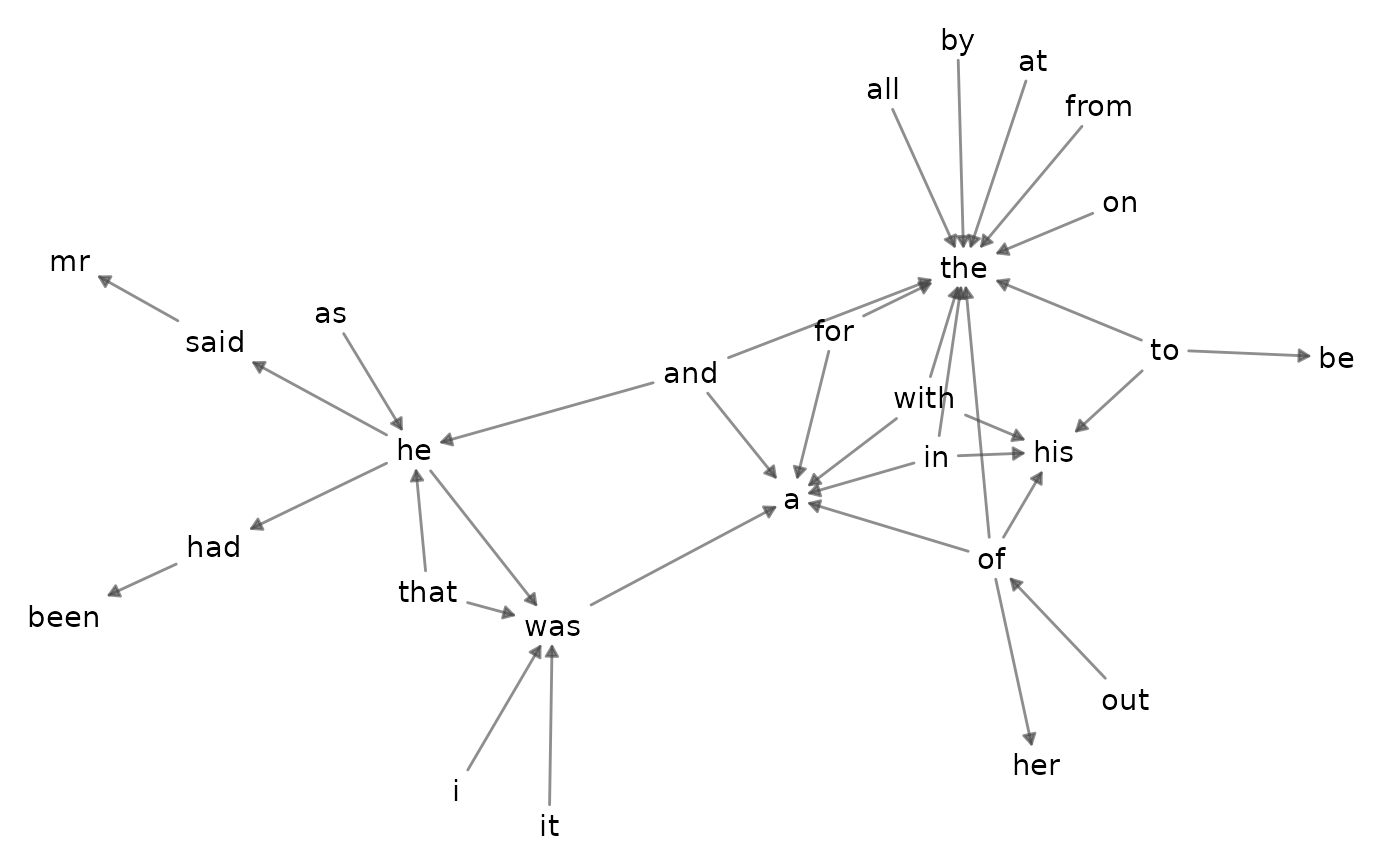 by
at
all
from
on
mr
the
as
said
for
to
be
and
with
he
his
in
a
had
of
that
been
was
out
her
i
it